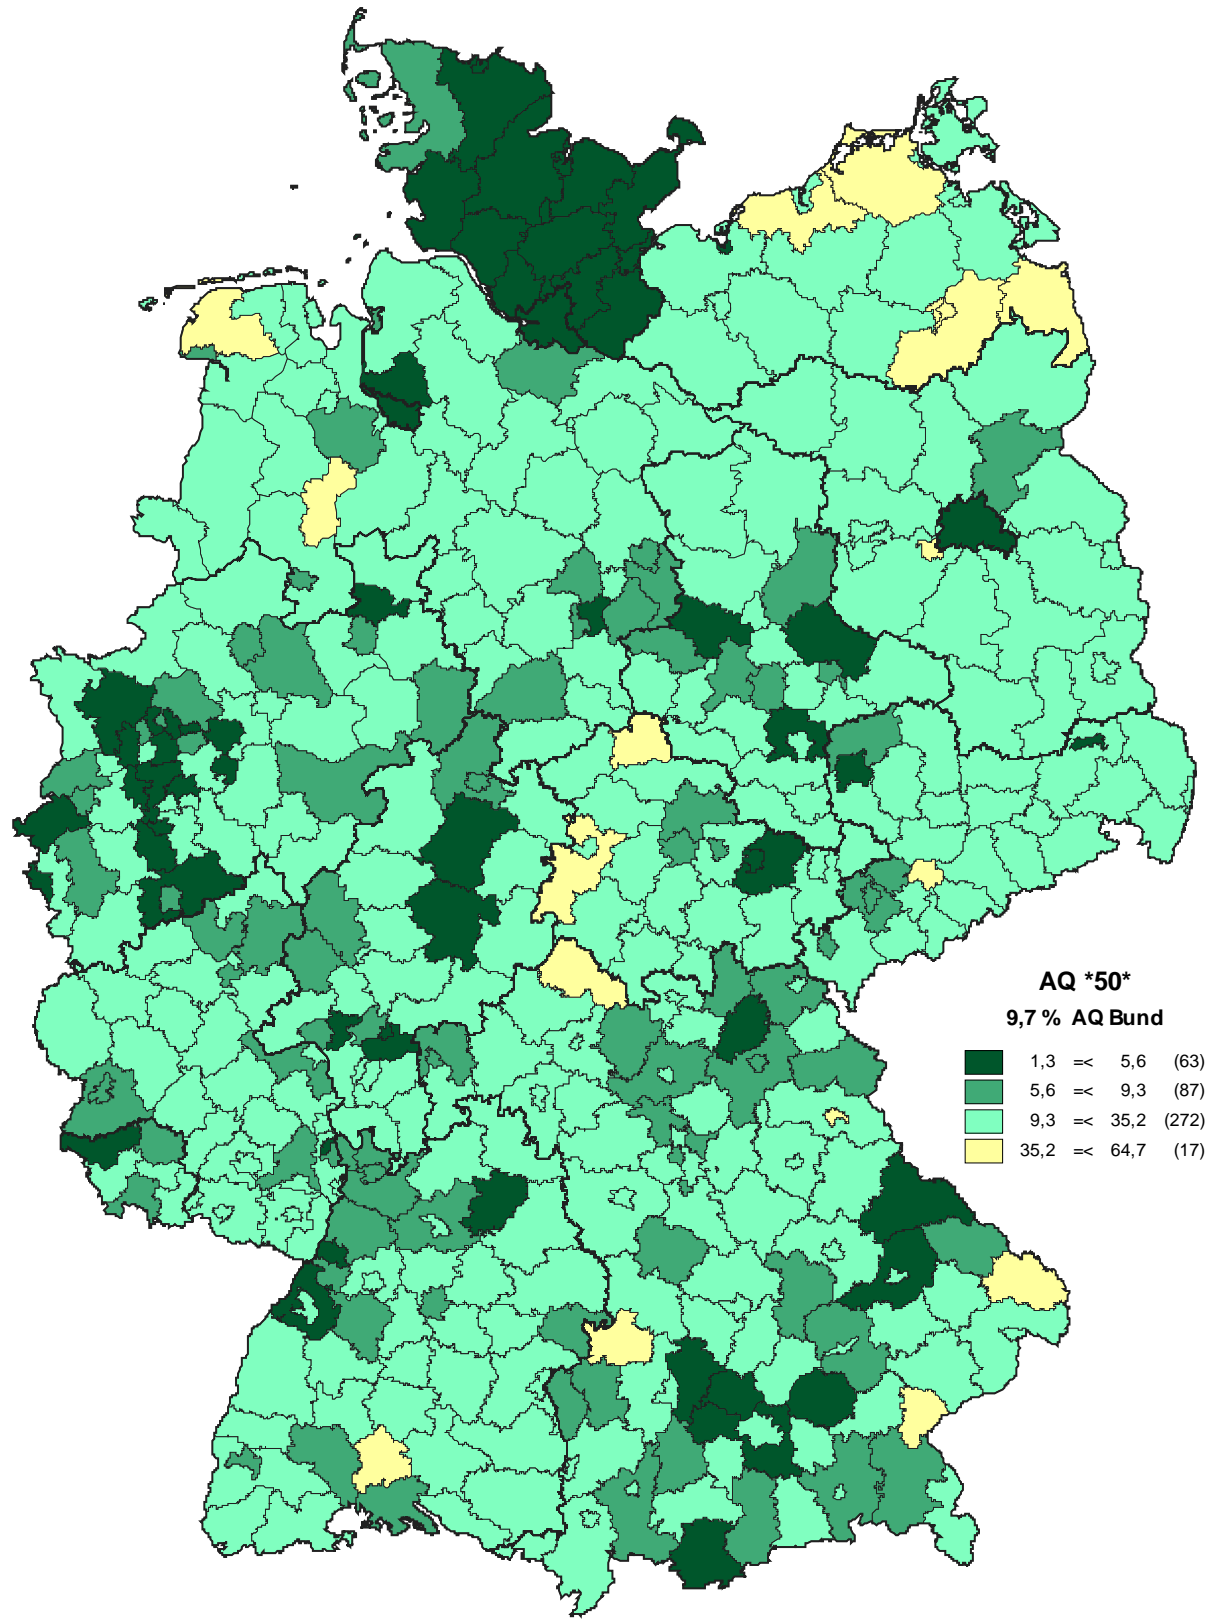 AQ *50*
9,7 % AQ Bund
1,3 =< 5,6 (63)
5,6 =< 9,3 (87)
9,3 =< 35,2 (272)
35,2 =< 64,7 (17)